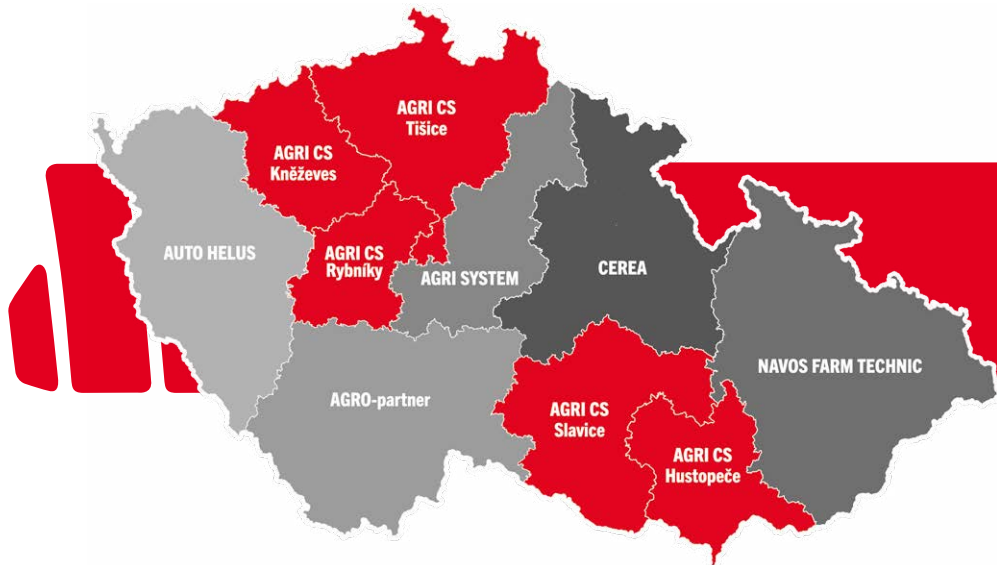 AGRI CS
Tišice
AGRI CS
Kněževes
AUTO HELUS
AGRI CS
Rybníky
AGRI SYSTEM
CEREA
NAVOS FARM TECHNIC
AGRO-partner
AGRI CS
Slavice
AGRI CS
Hustopeče